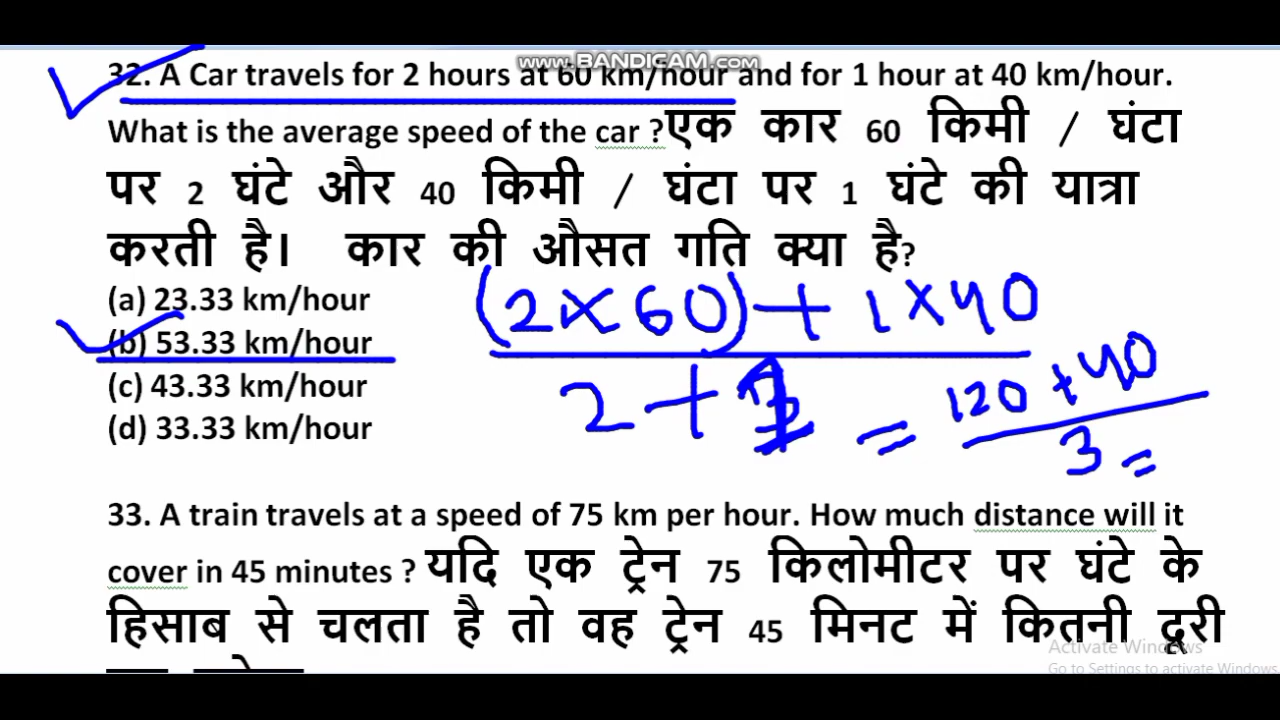 www.BANDICAM.com
32. A Car travels for 2 hours at 60 km/hour and for 1 hour at 40 km/hour.
What is the average speed of the car ?एक कार 60 किमी / घंटा
पर 2 घंटे और 40 किमी / घंटा पर 1 घंटे की यात्रा
करती है। कार की औसत गति क्या है?
(a) 23.33 km/hour
(b) 53.33 km/hour
(c) 43.33 km/hour
(d) 33.33 km/hour
(2×60)+1×40
2+1
= 120+40
3 =
33. A train travels at a speed of 75 km per hour. How much distance will it
cover in 45 minutes ? यदि एक ट्रेन 75 किलोमीटर पर घंटे के
हिसाब से चलता है तो वह ट्रेन 45 मिनट में कितनी दूरी
Activate Windows
Go to Settings to activate Windows